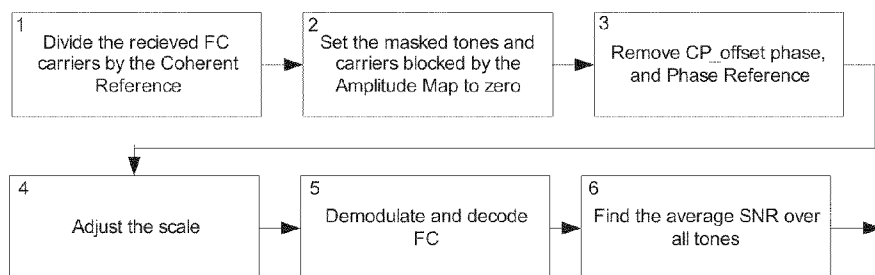 1
Divide the recieved FC
carriers by the Coherent
Reference
2
Set the masked tones and
carriers blocked by the
Amplitude Map to zero
3
Remove CP_offset phase,
and Phase Reference
4
Adjust the scale
5
Demodulate and decode
FC
6
Find the average SNR over
all tones